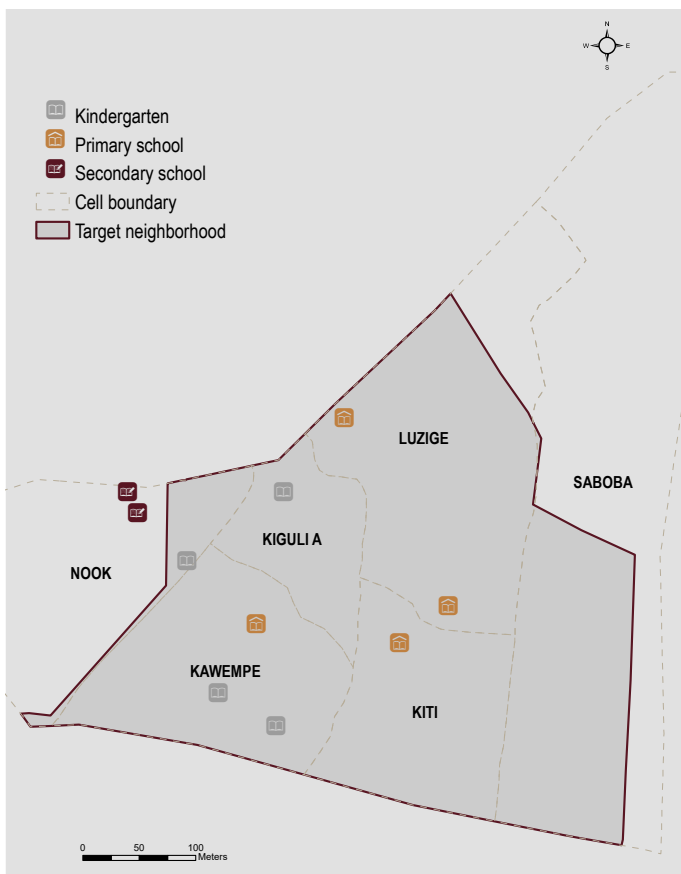 N
W E
S
Kindergarten
Primary school
Secondary school
Cell boundary
Target neighborhood
LUZIGE
SABOBA
KIGULI A
NOOK
KAWEMPE
KITI
0 50 100
Meters